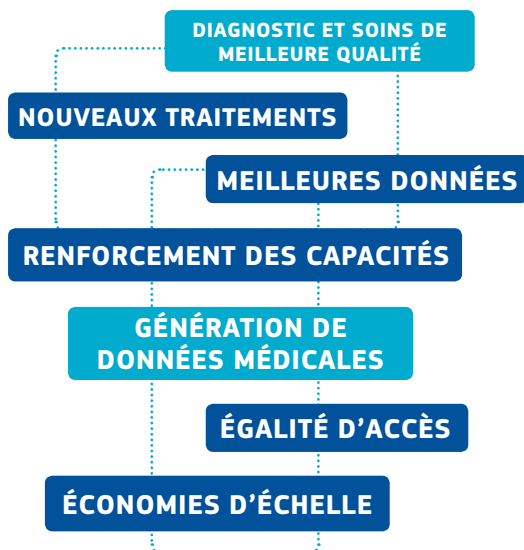 DIAGNOSTIC ET SOINS DE
MEILLEURE QUALITÉ
NOUVEAUX TRAITEMENTS
MEILLEURES DONNÉES
RENFORCEMENT DES CAPACITÉS
GÉNÉRATION DE
DONNÉES MÉDICALES
ÉGALITÉ D’ACCÈS
ÉCONOMIES D’ÉCHELLE